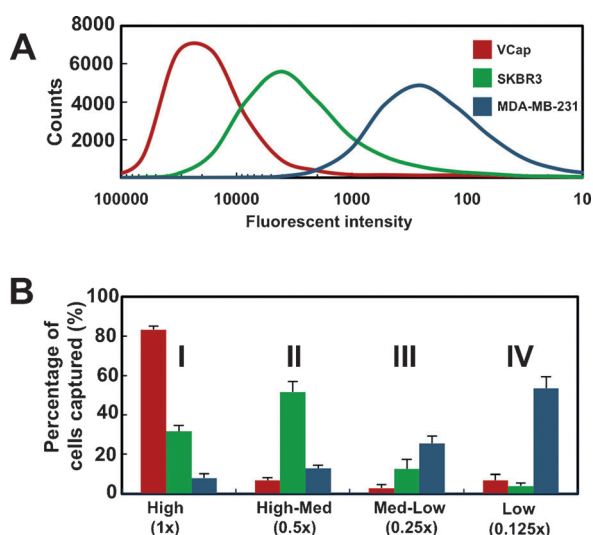 A
Counts
8000
6000
4000
2000
VCap
SKBR3
MDA-MB-231
100000 10000 1000 100 10
Fluorescent intensity
B
Percentage of
cells captured (%)
100
80
60
40
20
0
I II III IV
High High-Med Med-Low Low
(1x) (0.5x) (0.25x) (0.125x)